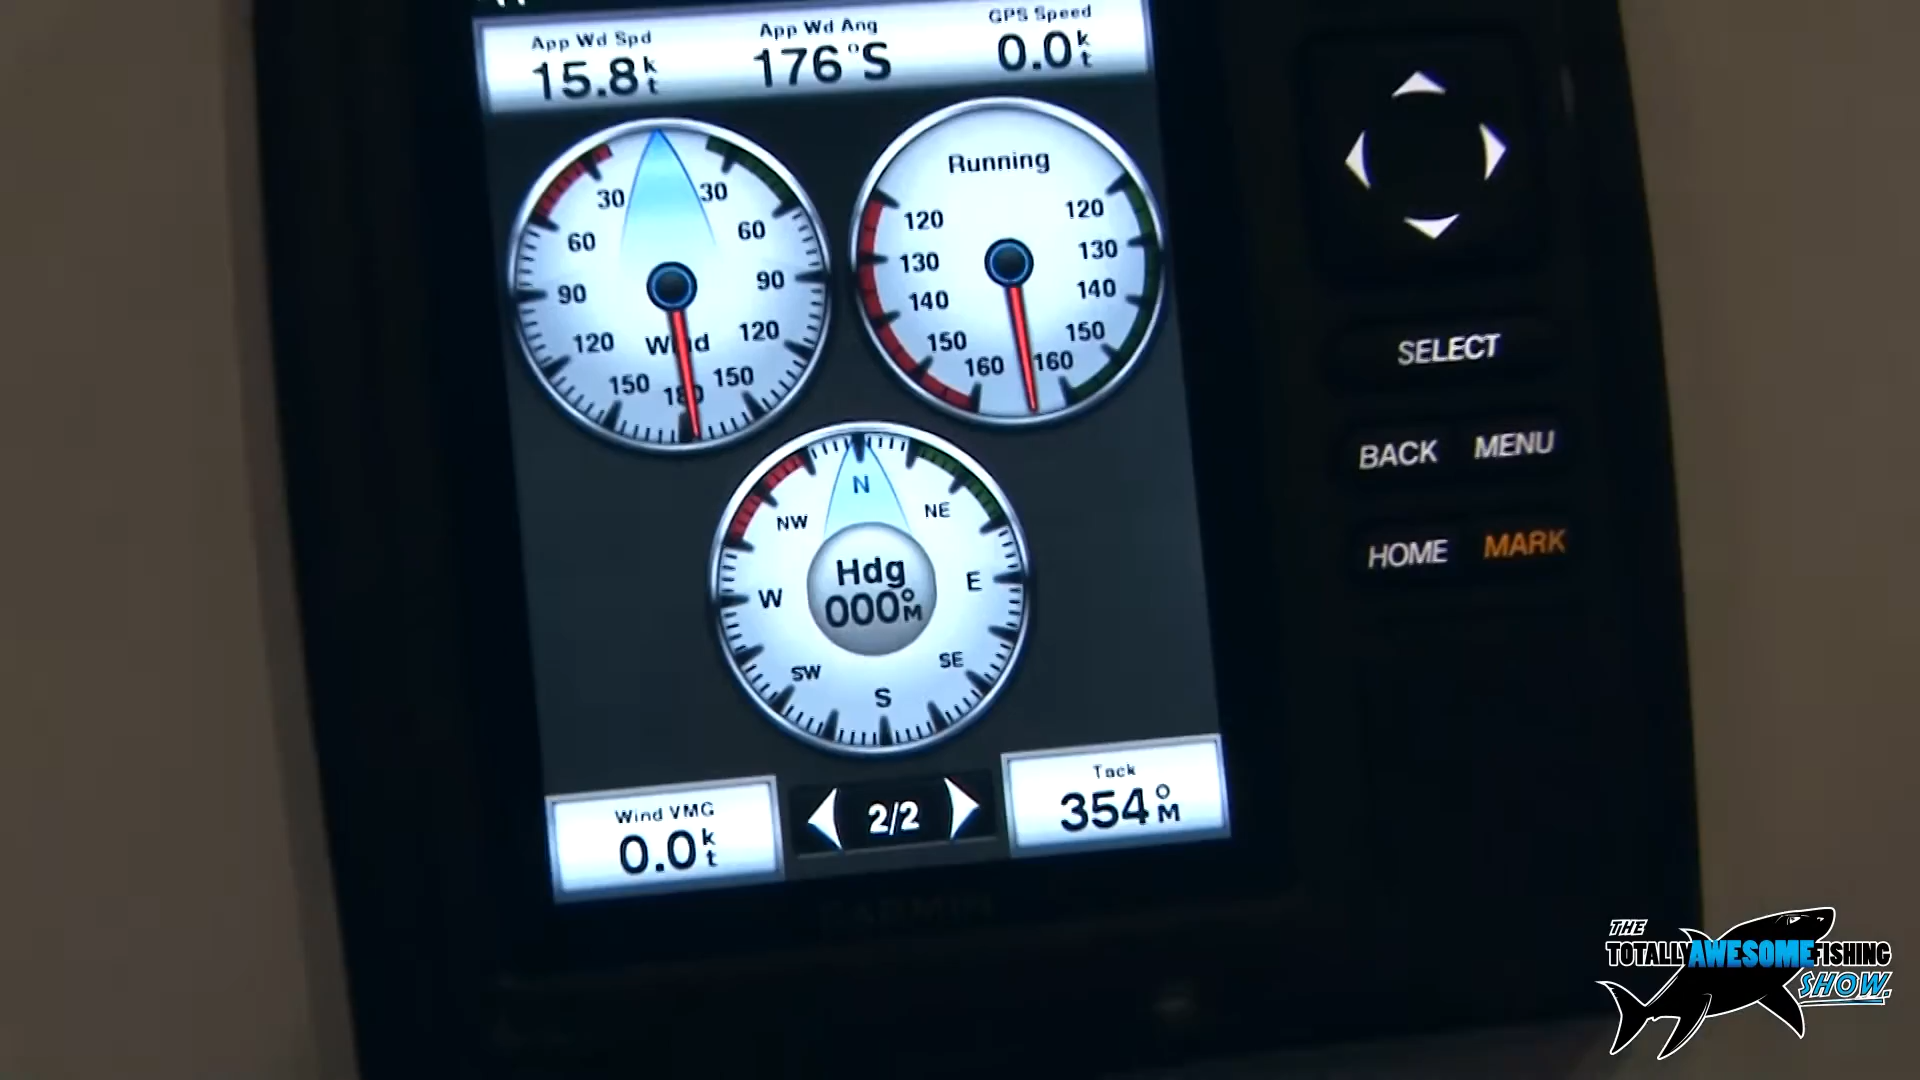 App Wd Spd
15.8 kt
App Wd Ang
176°S
GPS Speed
0.0 kt
30 30
60 60
90 90
120 Wind 120
150 180 150
Running
120 120
130 130
140 140
150 150
160 160
N
NW NE
W E
SW SE
S
Hdg
000°M
Wind VMG
0.0 kt
2/2
Tack
354°M
GARMIN
SELECT
BACK MENU
HOME MARK
THE
TOTALLY AWESOME FISHING
SHOW.